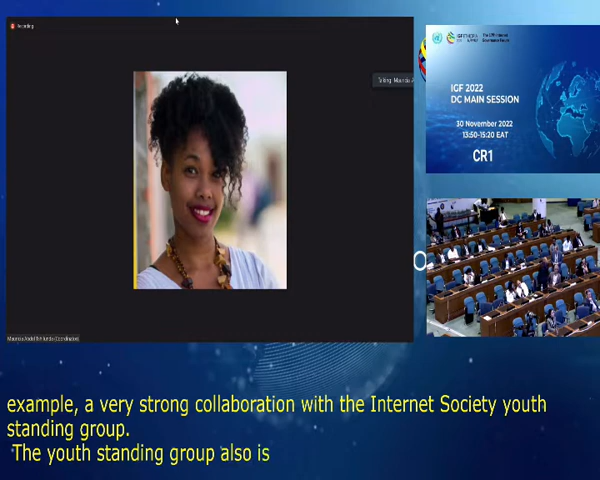 Recording
IGF 2022
DC MAIN SESSION
30 November 2022
13:50-15:20 EAT
CR1
example, a very strong collaboration with the Internet Society youth
standing group.
The youth standing group also is